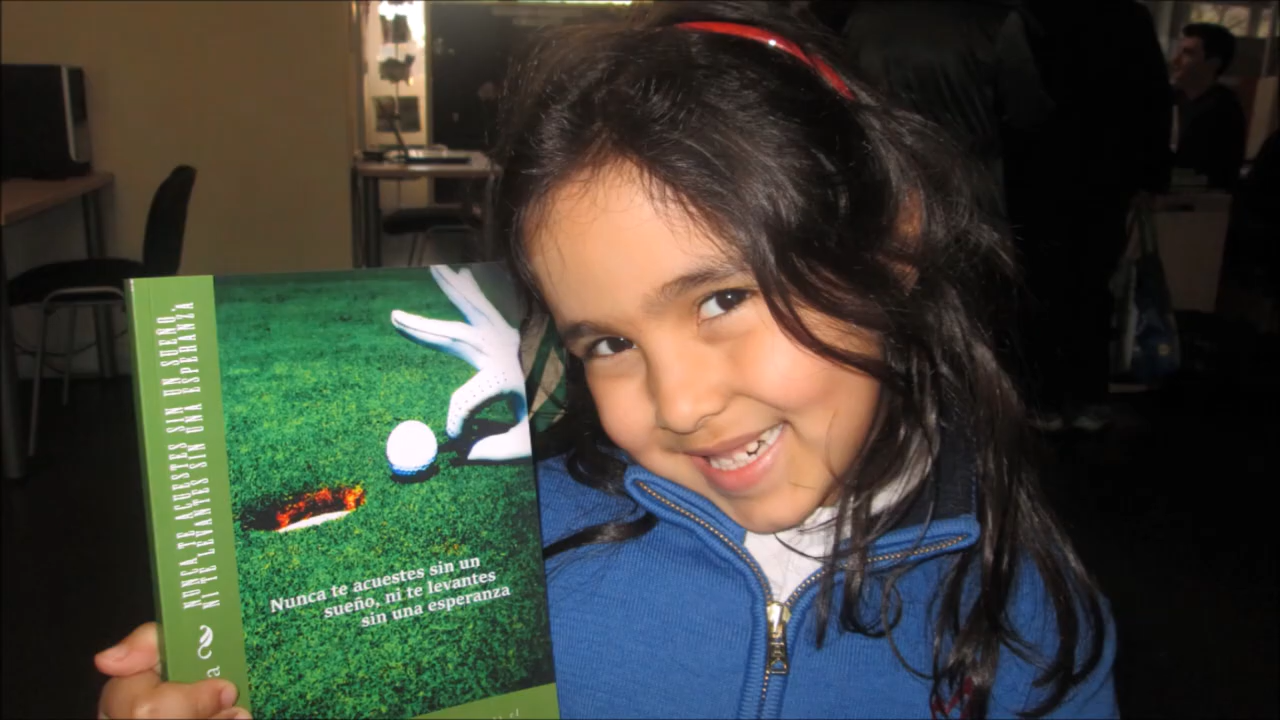 NUNCA TE ACUESTES SIN UN SUEÑO,
NI TE LEVANTES SIN UNA ESPERANZA
Nunca te acuestes sin un
sueño, ni te levantes
sin una esperanza